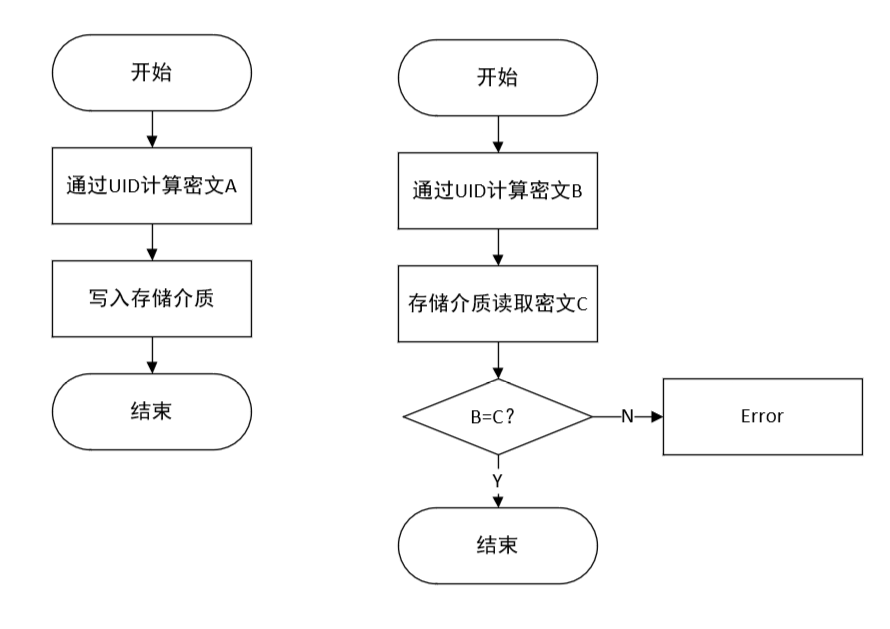 开始
通过UID计算密文A
写入存储介质
结束
开始
通过UID计算密文B
存储介质读取密文C
B=C?
N
Error
Y
结束